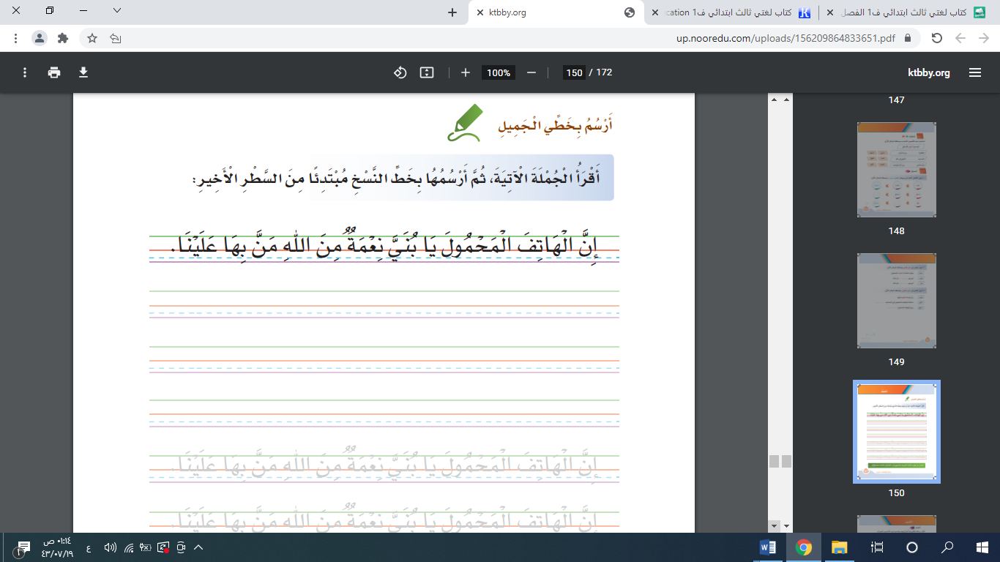 ktbby.org
كتاب لغتي ثالث ابتدائي ف1 cation
كتاب لغتي ثالث ابتدائي ف1 الفصل
up.nooredu.com/uploads/156209864833651.pdf
100%
150 / 172
ktbby.org
147
148
149
150
أَرْسُمُ بِخَطِّي الْجَمِيلِ
أَقْرَأُ الْجُمْلَةَ الْآتِيَةَ، ثُمَّ أَرْسُمُهَا بِخَطِّ النَّسْخِ مُبْتَدِئًا مِنَ السَّطْرِ الْأَخِيرِ:
إِنَّ الْهَاتِفَ الْمَحْمُولَ يَا بُنَيَّ نِعْمَةٌ مِنَ اللهِ مَنَّ بِهَا عَلَيْنَا.
إِنَّ الْهَاتِفَ الْمَحْمُولَ يَا بُنَيَّ نِعْمَةٌ مِنَ اللهِ مَنَّ بِهَا عَلَيْنَا.
إِنَّ الْهَاتِفَ الْمَحْمُولَ يَا بُنَيَّ نِعْمَةٌ مِنَ اللهِ مَنَّ بِهَا عَلَيْنَا.
ع
٠١:١٤ ص
٤٣/٠٧/١٩
١